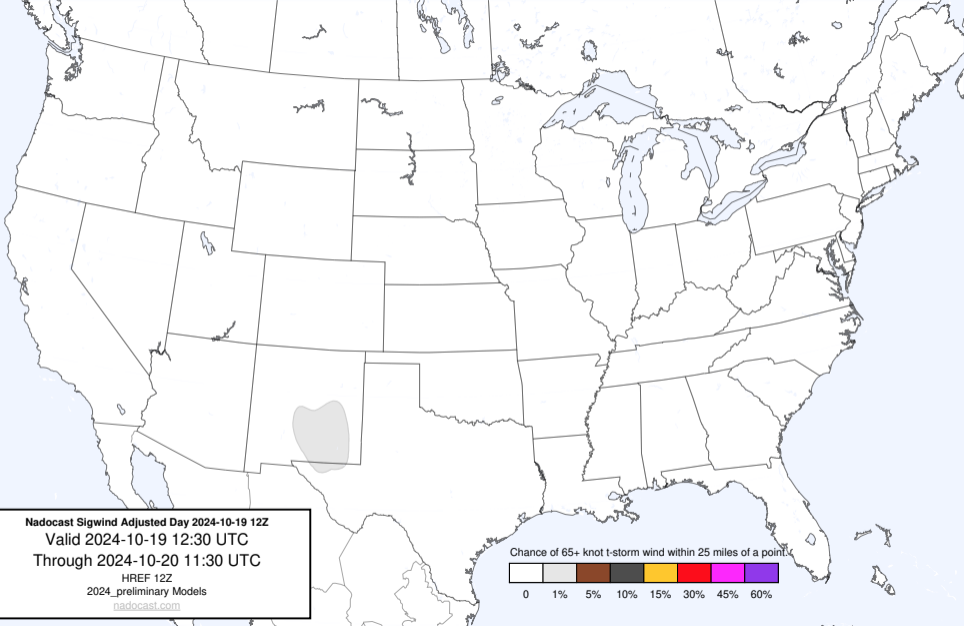 Nadocast Sigwind Adjusted Day 2024-10-19 12Z
Valid 2024-10-19 12:30 UTC
Through 2024-10-20 11:30 UTC
HREF 12Z
2024_preliminary Models
nadocast.com
Chance of 65+ knot t-storm wind within 25 miles of a point.
0 1% 5% 10% 15% 30% 45% 60%